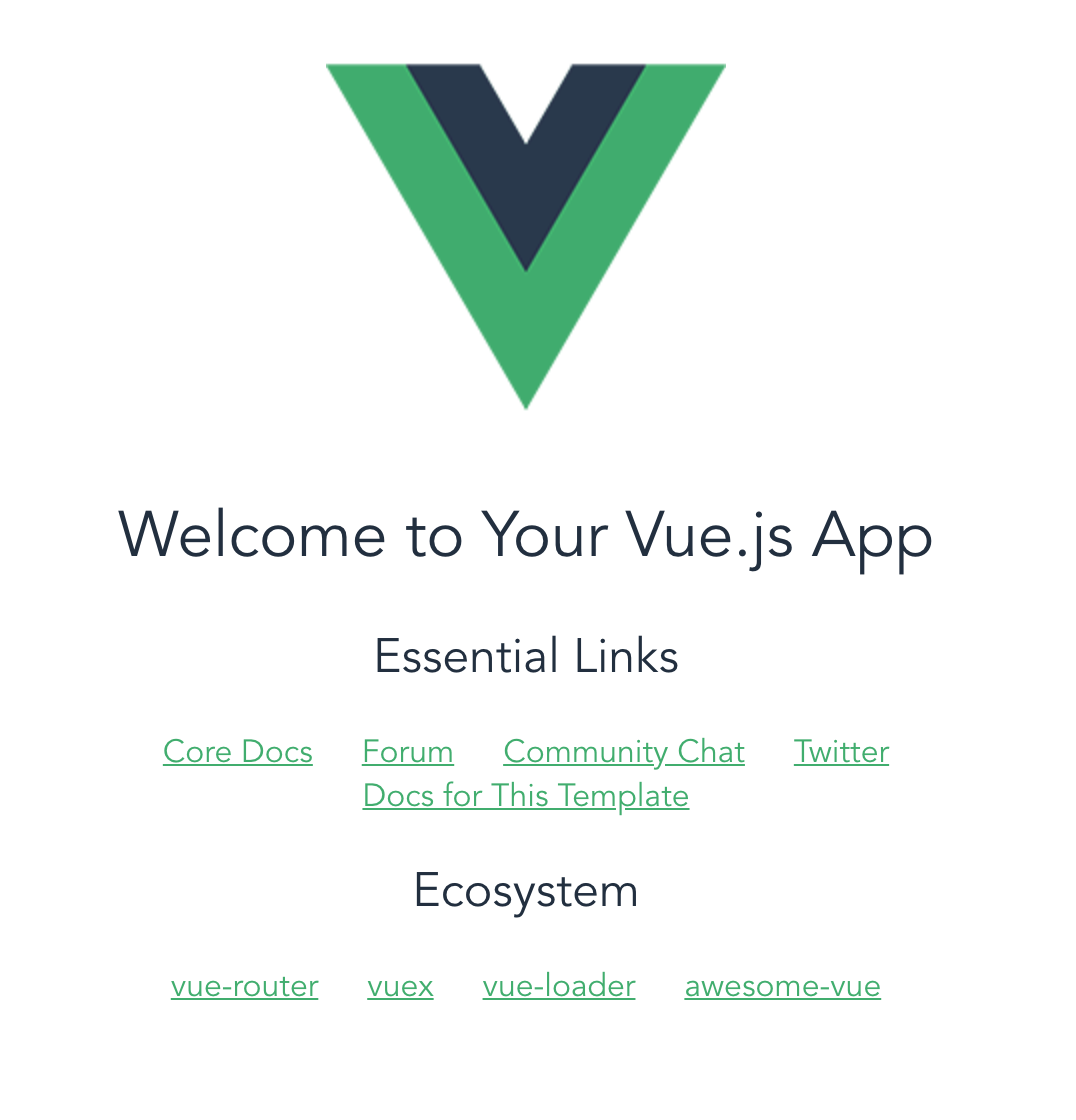 Welcome to Your Vue.js App
Essential Links
Core Docs Forum Community Chat Twitter
Docs for This Template
Ecosystem
vue-router vuex vue-loader awesome-vue